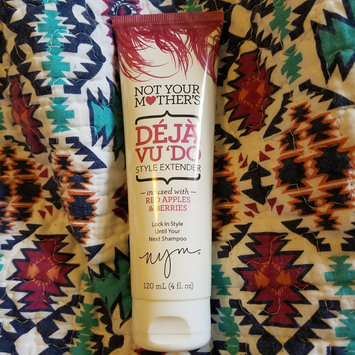 NOT YOUR
MOTHER'S
DÉJÀ
VU 'DO
STYLE EXTENDER
infused with
RED APPLES
& BERRIES
Lock In Style
Until Your
Next Shampoo
nym.
120 mL (4 fl. oz)